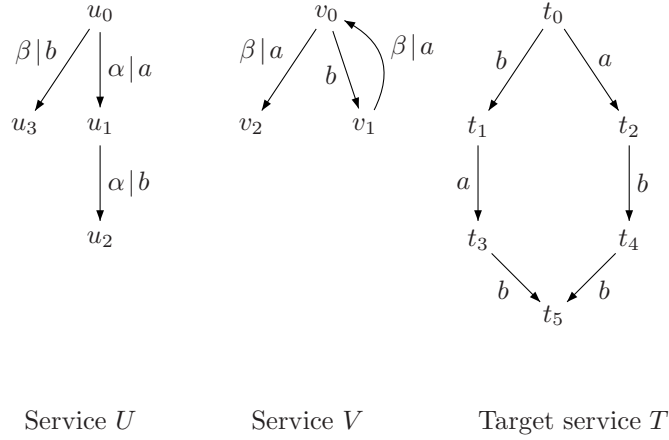 u₀ v₀ t₀
β|b α|a β|a b β|a b a
u₃ u₁ v₂ v₁ t₁ t₂
α|b a b
u₂ t₃ t₄
b b
t₅
Service U Service V Target service T